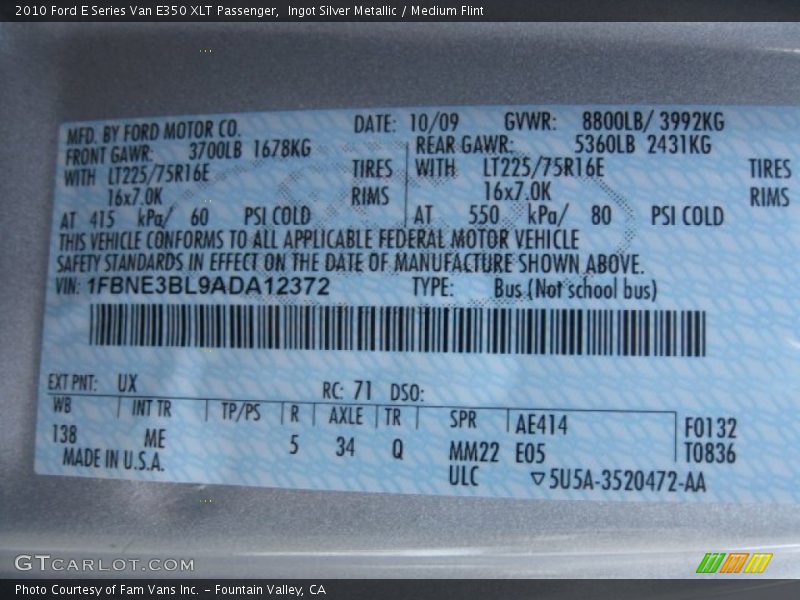 2010 Ford E Series Van E350 XLT Passenger,  Ingot Silver Metallic / Medium Flint
MFD. BY FORD MOTOR CO. DATE: 10/09 GVWR: 8800LB/ 3992KG
FRONT GAWR: 3700LB 1678KG REAR GAWR: 5360LB 2431KG
WITH LT225/75R16E TIRES WITH LT225/75R16E TIRES
16x7.0K RIMS 16x7.0K RIMS
AT 415 kPa/ 60 PSI COLD AT 550 kPa/ 80 PSI COLD
THIS VEHICLE CONFORMS TO ALL APPLICABLE FEDERAL MOTOR VEHICLE
SAFETY STANDARDS IN EFFECT ON THE DATE OF MANUFACTURE SHOWN ABOVE.
VIN: 1FBNE3BL9ADA12372 TYPE: Bus (Not school bus)
EXT PNT: UX RC: 71 DSO:
WB INT TR TP/PS R AXLE TR SPR AE414 F0132
138 ME 5 34 Q MM22 E05 T0836
MADE IN U.S.A. ULC ▽5U5A-3520472-AA
GTCARLOT.COM
Photo Courtesy of Fam Vans Inc. – Fountain Valley, CA